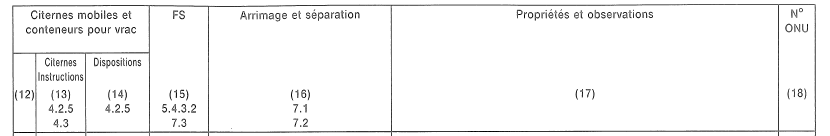 Citernes mobiles et
conteneurs pour vrac
FS
Arrimage et séparation
Propriétés et observations
N°
ONU
Citernes
Instructions
Dispositions
(12)
(13)
(14)
(15)
(16)
(17)
(18)
4.2.5
4.2.5
5.4.3.2
7.1
4.3
7.3
7.2